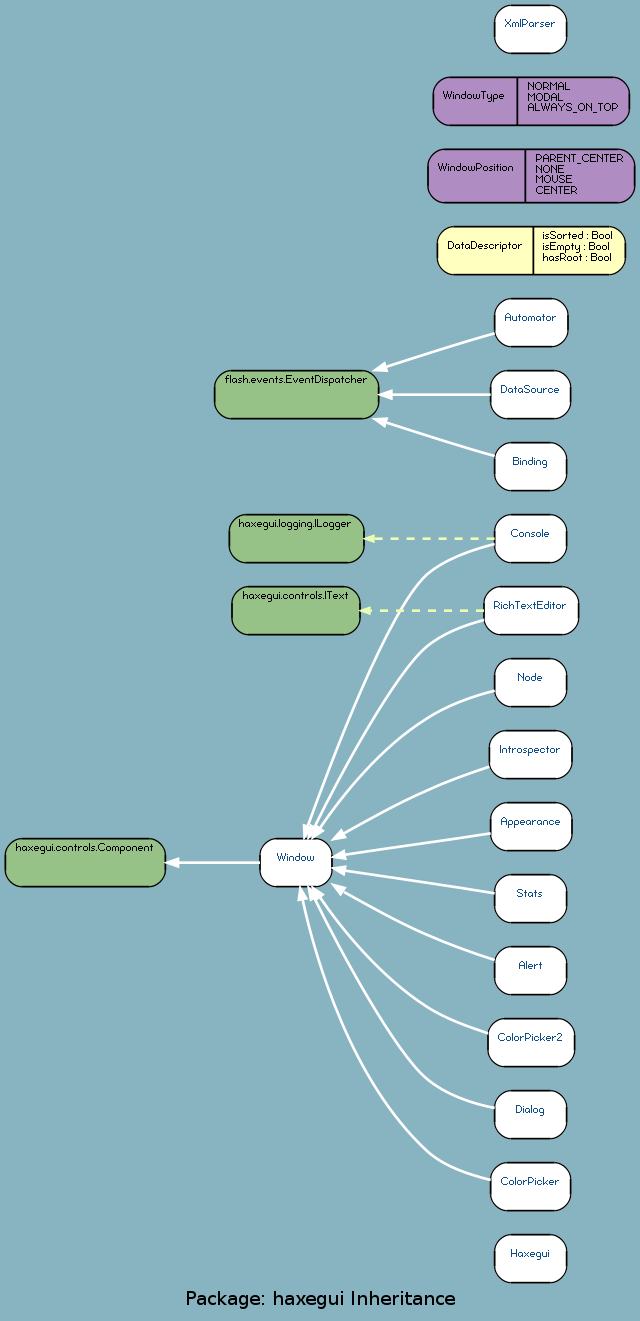 XmlParser
WindowType
NORMAL
MODAL
ALWAYS_ON_TOP
WindowPosition
PARENT_CENTER
NONE
MOUSE
CENTER
DataDescriptor
isSorted : Bool
isEmpty : Bool
hasRoot : Bool
Automator
flash.events.EventDispatcher
DataSource
Binding
haxegui.logging.ILogger
Console
haxegui.controls.IText
RichTextEditor
Node
Introspector
Appearance
haxegui.controls.Component
Window
Stats
Alert
ColorPicker2
Dialog
ColorPicker
Haxegui
Package: haxegui Inheritance